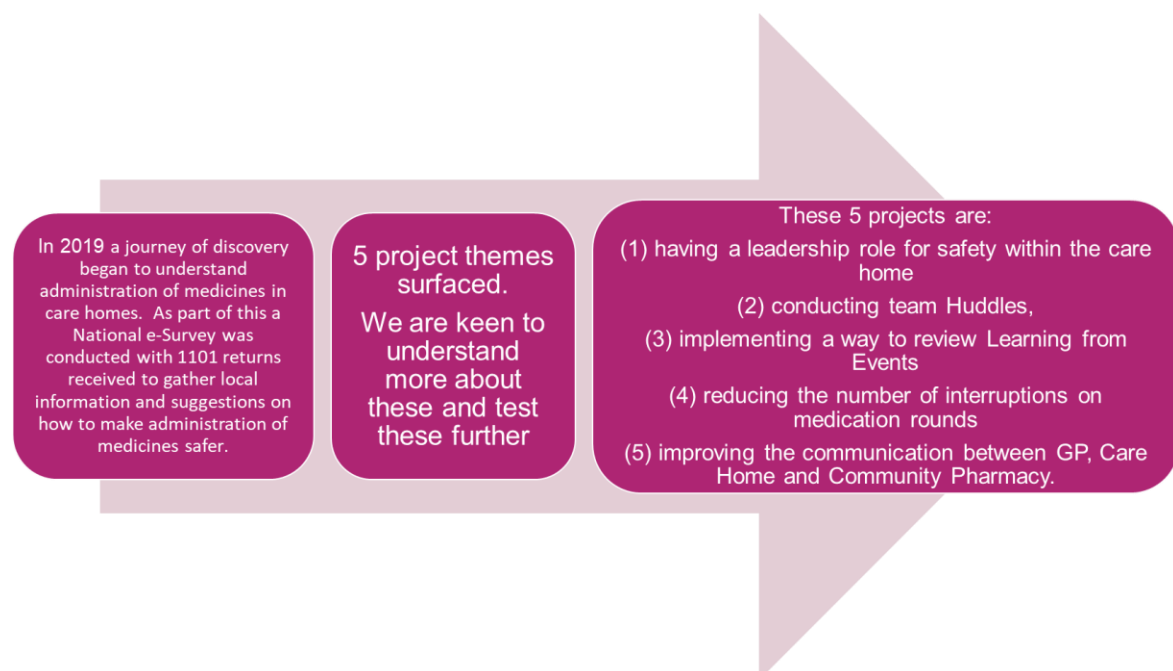 In 2019 a journey of discovery
began to understand
administration of medicines in
care homes.  As part of this a
National e-Survey was
conducted with 1101 returns
received to gather local
information and suggestions on
how to make administration of
medicines safer.
5 project themes
surfaced.
We are keen to
understand
more about
these and test
these further
These 5 projects are:
(1) having a leadership role for safety within the care
home
(2) conducting team Huddles,
(3) implementing a way to review Learning from
Events
(4) reducing the number of interruptions on
medication rounds
(5) improving the communication between GP, Care
Home and Community Pharmacy.